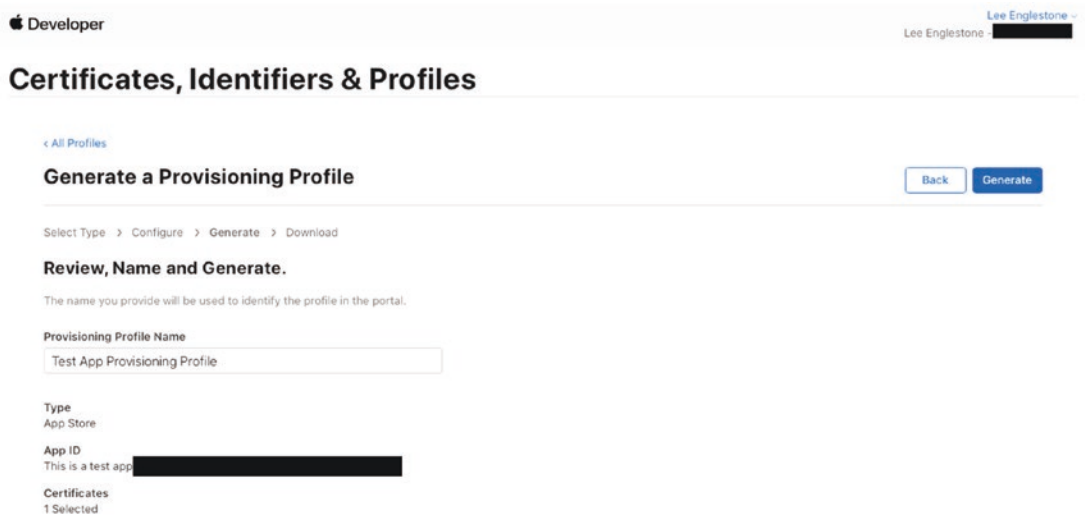 Developer
Lee Englestone
Lee Englestone -
Certificates, Identifiers & Profiles
< All Profiles
Generate a Provisioning Profile
Back
Generate
Select Type > Configure > Generate > Download
Review, Name and Generate.
The name you provide will be used to identify the profile in the portal.
Provisioning Profile Name
Test App Provisioning Profile
Type
App Store
App ID
This is a test app
Certificates
1 Selected